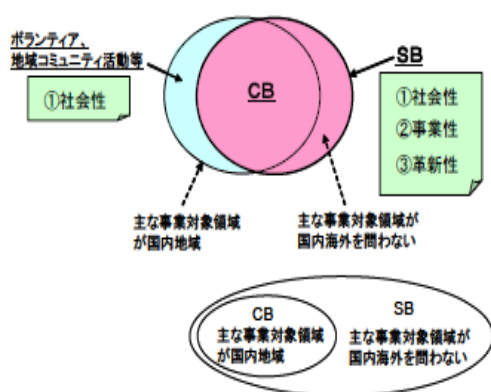 ボランティア、
地域コミュニティ活動等
①社会性
CB
SB
①社会性
②事業性
③革新性
主な事業対象領域
が国内地域
主な事業対象領域が
国内海外を問わない
CB
主な事業対象領域
が国内地域
SB
主な事業対象領域が
国内海外を問わない